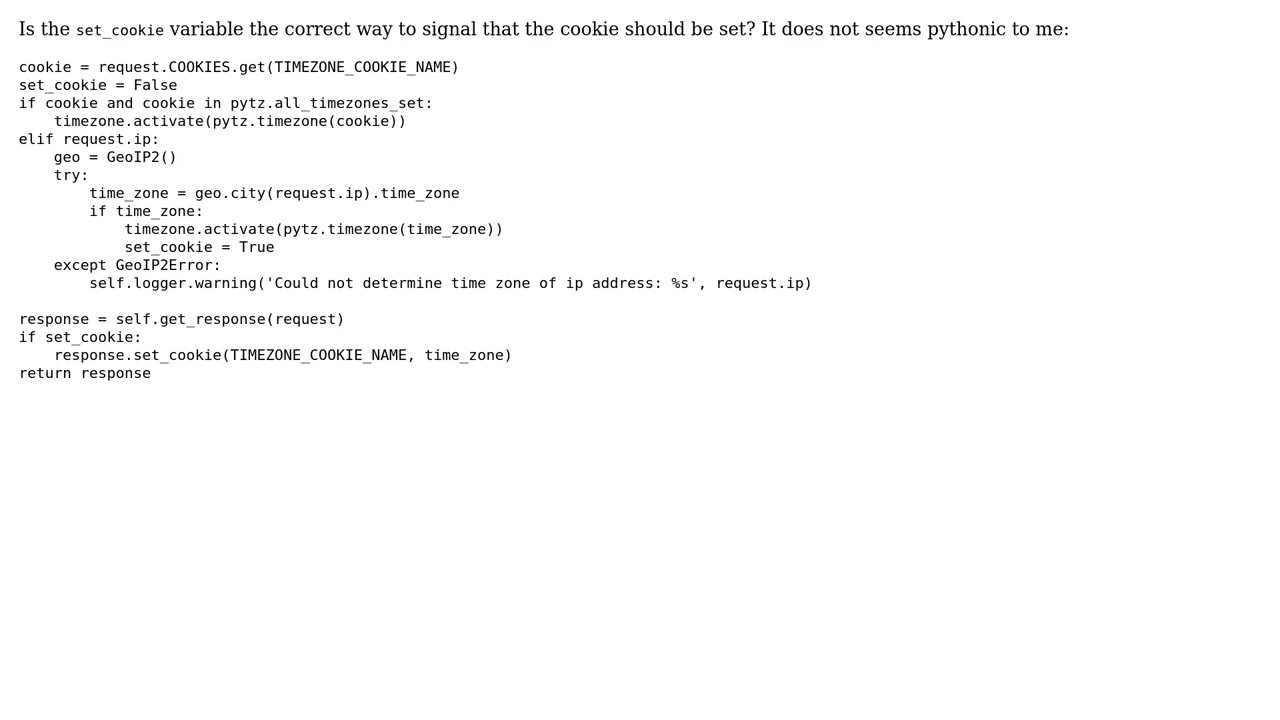 Is the set_cookie variable the correct way to signal that the cookie should be set? It does not seems pythonic to me:
cookie = request.COOKIES.get(TIMEZONE_COOKIE_NAME)
set_cookie = False
if cookie and cookie in pytz.all_timezones_set:
    timezone.activate(pytz.timezone(cookie))
elif request.ip:
    geo = GeoIP2()
    try:
        time_zone = geo.city(request.ip).time_zone
        if time_zone:
            timezone.activate(pytz.timezone(time_zone))
            set_cookie = True
    except GeoIP2Error:
        self.logger.warning('Could not determine time zone of ip address: %s', request.ip)
response = self.get_response(request)
if set_cookie:
    response.set_cookie(TIMEZONE_COOKIE_NAME, time_zone)
return response